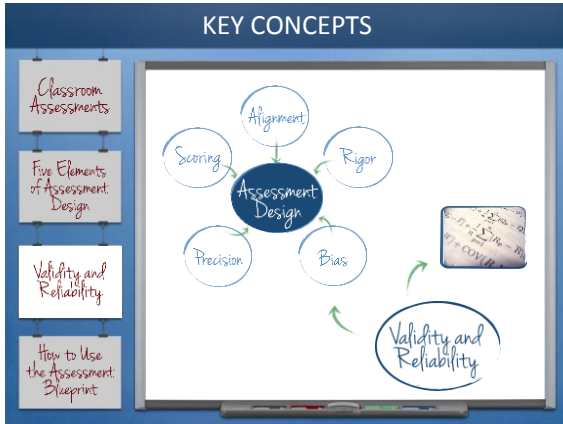 KEY CONCEPTS
Classroom
Assessments
Five Elements
of Assessment
Design
Validity and
Reliability
How to Use
the Assessment
Blueprint
Alignment
Scoring
Rigor
Assessment
Design
Precision
Bias
Validity and
Reliability